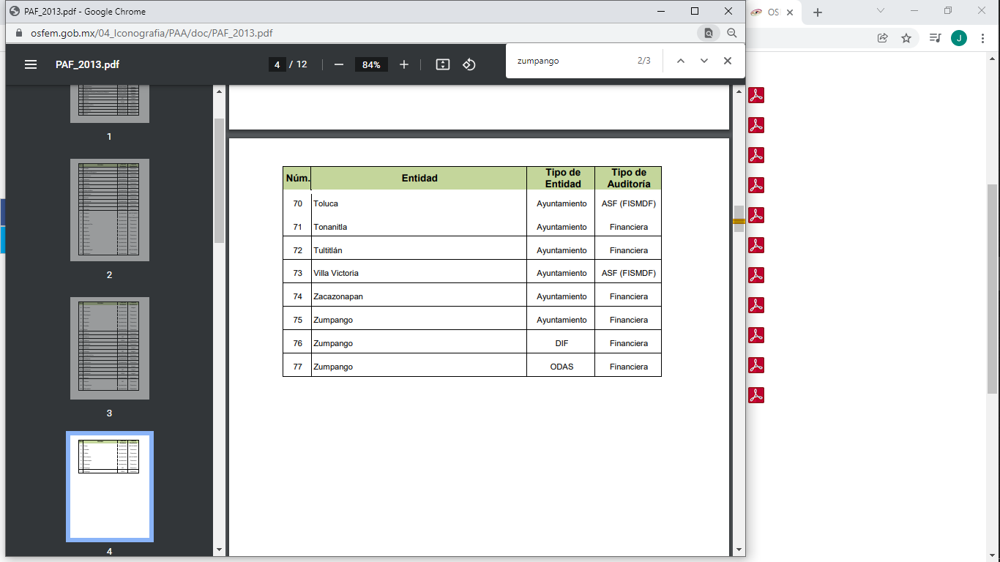 PAF_2013.pdf - Google Chrome
OSF
osfem.gob.mx/04_Iconografia/PAA/doc/PAF_2013.pdf
J
PAF_2013.pdf
4 / 12
84%
zumpango 2/3
1
2
3
4
Núm. Entidad Tipo de Entidad Tipo de Auditoría
70 Toluca Ayuntamiento ASF (FISMDF)
71 Tonanitla Ayuntamiento Financiera
72 Tultitlán Ayuntamiento Financiera
73 Villa Victoria Ayuntamiento ASF (FISMDF)
74 Zacazonapan Ayuntamiento Financiera
75 Zumpango Ayuntamiento Financiera
76 Zumpango DIF Financiera
77 Zumpango ODAS Financiera